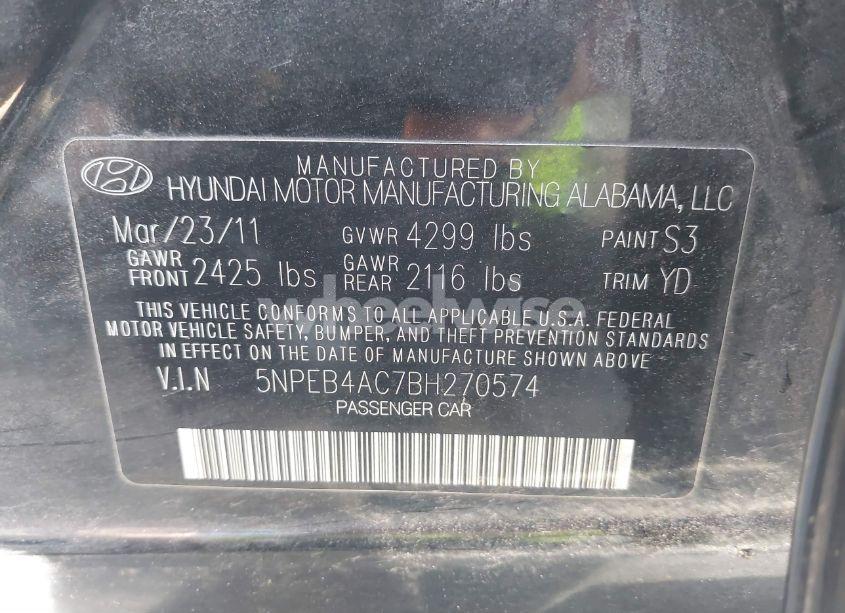 MANUFACTURED BY
HYUNDAI MOTOR MANUFACTURING ALABAMA, LLC
Mar/23/11 GVWR 4299 lbs PAINT S3
GAWR FRONT 2425 lbs GAWR REAR 2116 lbs TRIM YD
THIS VEHICLE CONFORMS TO ALL APPLICABLE U.S.A. FEDERAL
MOTOR VEHICLE SAFETY, BUMPER, AND THEFT PREVENTION STANDARDS
IN EFFECT ON THE DATE OF MANUFACTURE SHOWN ABOVE
V.I.N 5NPEB4AC7BH270574
PASSENGER CAR
wheelwise